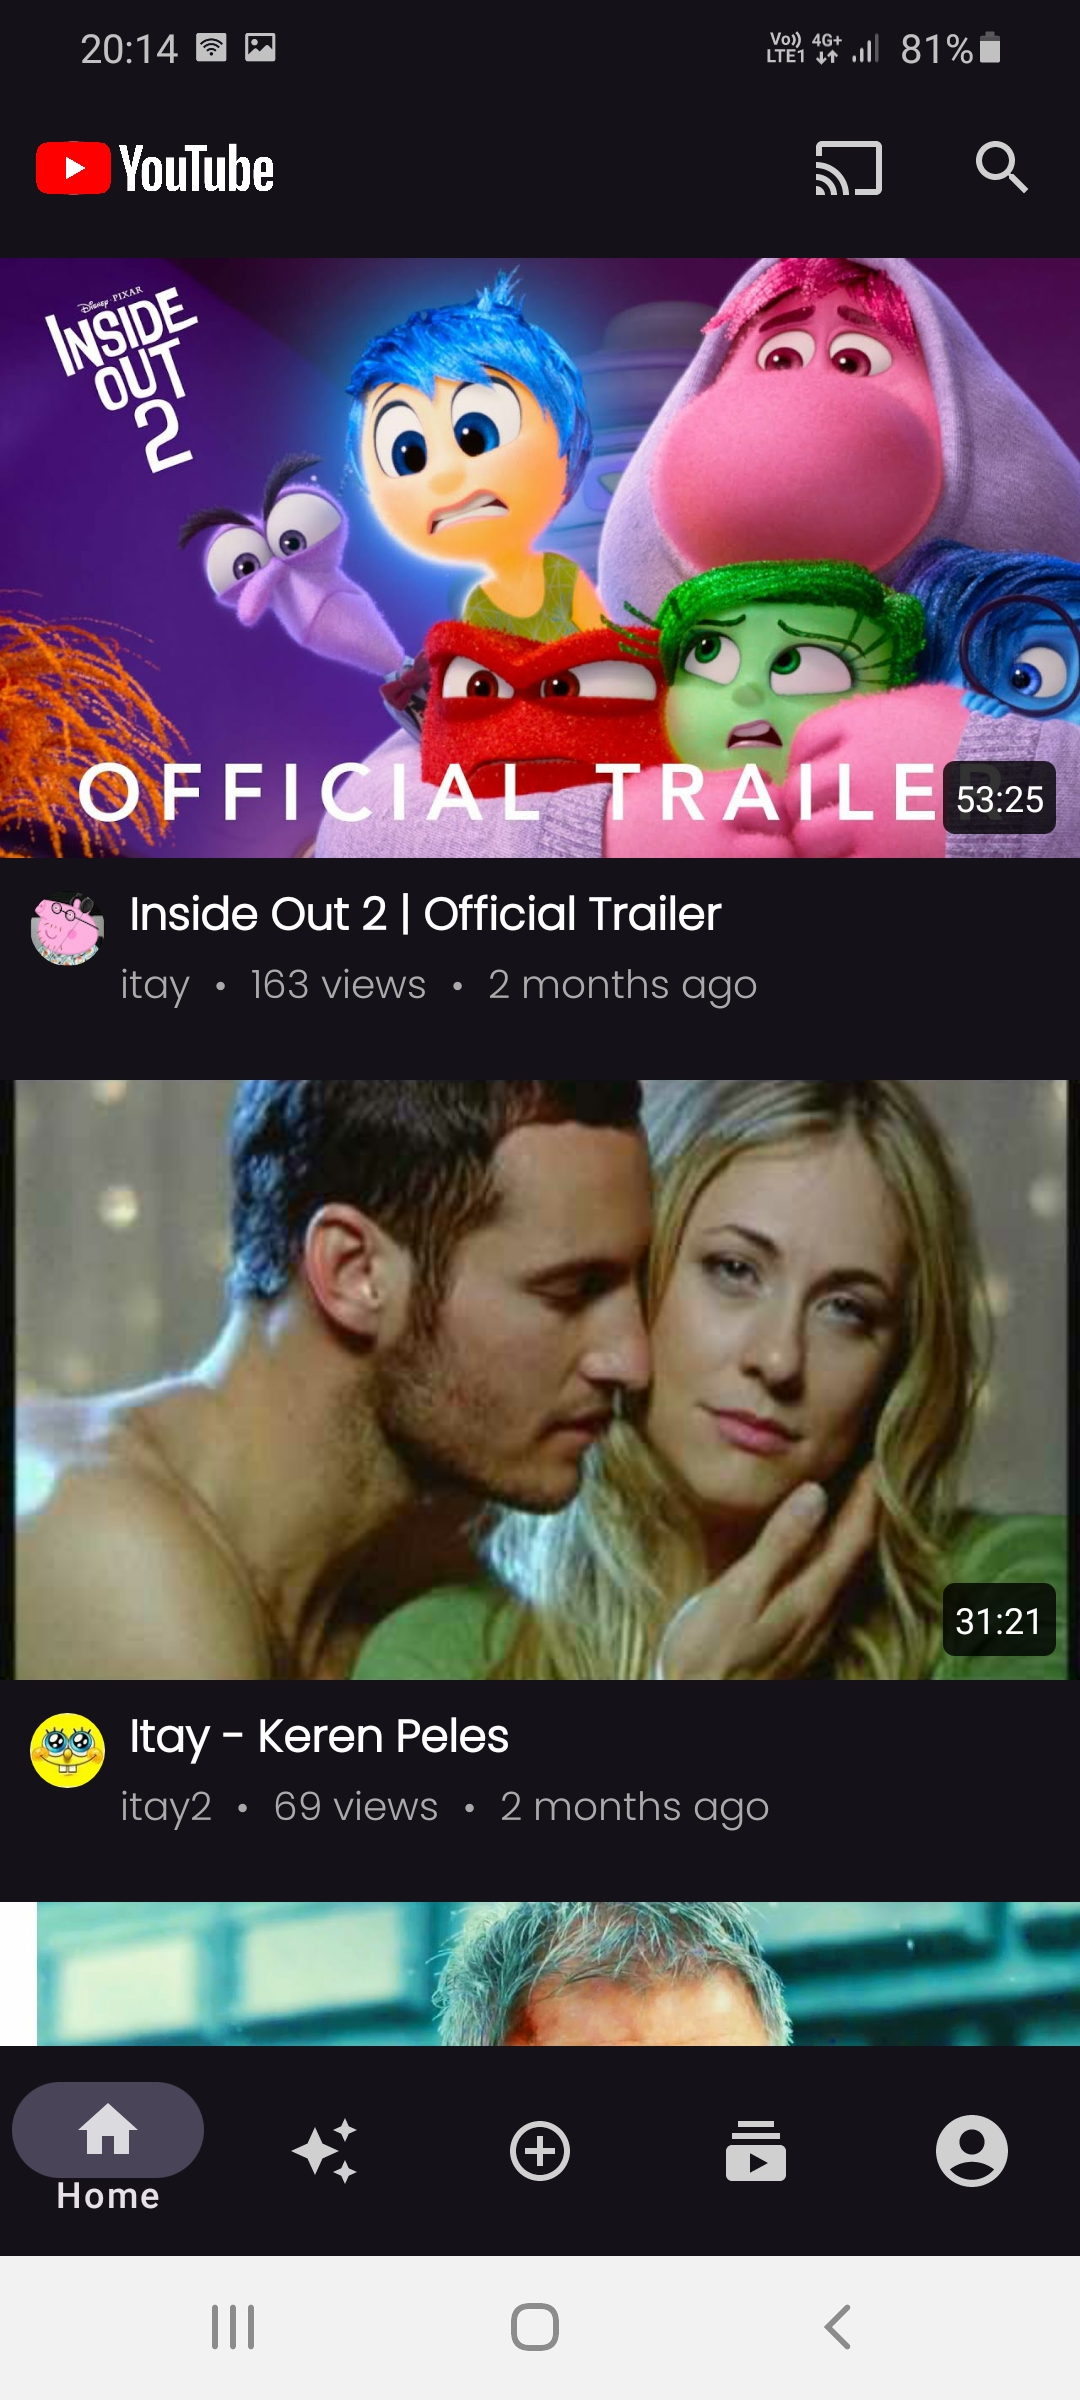 20:14
Vo)) LTE1 4G+ 81%
YouTube
Disney · PIXAR
INSIDE
OUT
2
OFFICIAL TRAILER
53:25
Inside Out 2 | Official Trailer
itay • 163 views • 2 months ago
31:21
Itay - Keren Peles
itay2 • 69 views • 2 months ago
Home